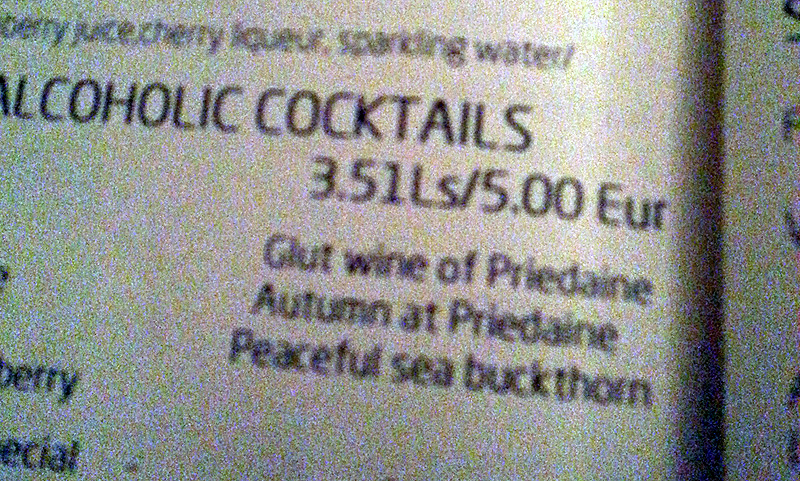 berry juice, cherry liqueur, sparkling water/
ALCOHOLIC COCKTAILS
3.51Ls/5.00 Eur
Glut wine of Priedaine
Autumn at Priedaine
Peaceful sea buckthorn
berry
ecial